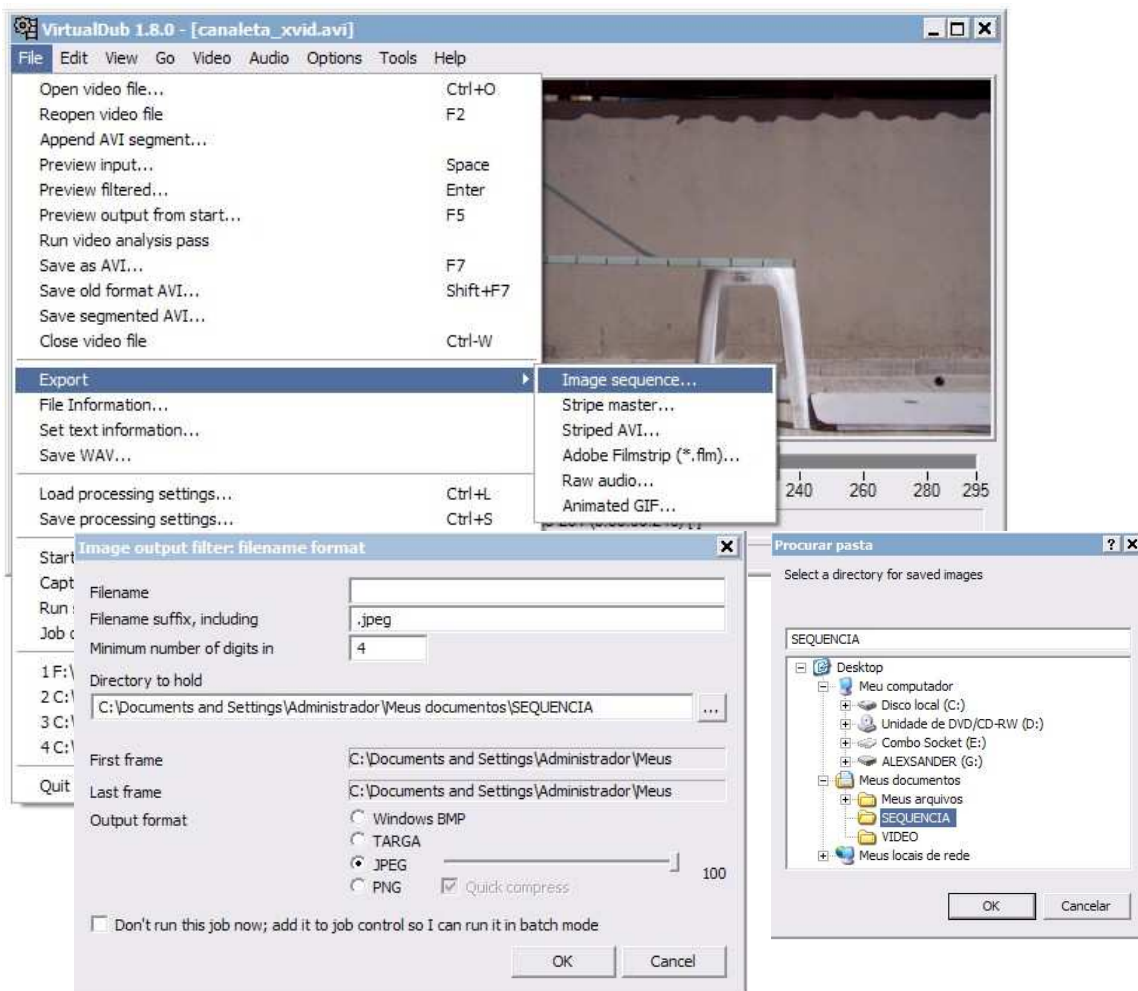 VirtualDub 1.8.0 - [canaleta_xvid.avi]
File Edit View Go Video Audio Options Tools Help
Open video file... Ctrl+O
Reopen video file F2
Append AVI segment...
Preview input... Space
Preview filtered... Enter
Preview output from start... F5
Run video analysis pass
Save as AVI... F7
Save old format AVI... Shift+F7
Save segmented AVI...
Close video file Ctrl-W
Export
File Information...
Set text information...
Save WAV...
Load processing settings... Ctrl+L
Save processing settings... Ctrl+S
Start
Capt
Run
Job
1 F:\
2 C:\
3 C:\
4 C:\
Quit
Image sequence...
Stripe master...
Striped AVI...
Adobe Filmstrip (*.flm)...
Raw audio...
Animated GIF...
240 260 280 295
Image output filter: filename format
Filename
Filename suffix, including .jpeg
Minimum number of digits in 4
Directory to hold
C:\Documents and Settings\Administrador\Meus documentos\SEQUENCIA ...
First frame C:\Documents and Settings\Administrador\Meus
Last frame C:\Documents and Settings\Administrador\Meus
Output format Windows BMP
TARGA
JPEG 100
PNG Quick compress
Don't run this job now; add it to job control so I can run it in batch mode
OK Cancel
Procurar pasta
Select a directory for saved images
SEQUENCIA
Desktop
Meu computador
Disco local (C:)
Unidade de DVD/CD-RW (D:)
Combo Socket (E:)
ALEXSANDER (G:)
Meus documentos
Meus arquivos
SEQUENCIA
VIDEO
Meus locais de rede
OK Cancelar